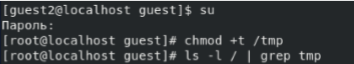 [guest2@localhost guest]$ su
Пароль:
[root@localhost guest]# chmod +t /tmp
[root@localhost guest]# ls -l / | grep tmp